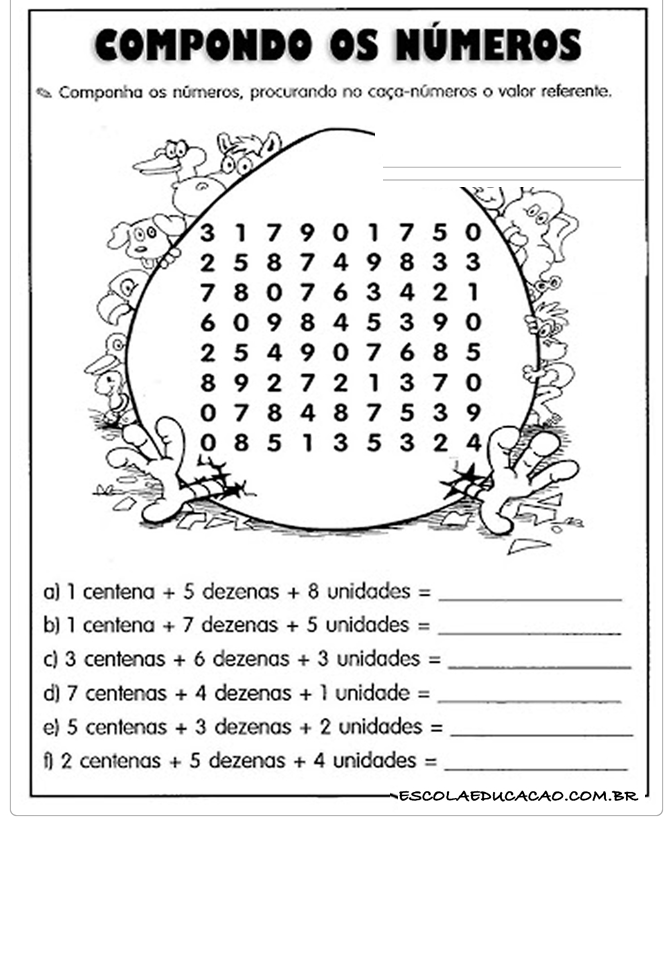 COMPONDO OS NÚMEROS
Componha os números, procurando no caça-números o valor referente.
3 1 7 9 0 1 7 5 0
2 5 8 7 4 9 8 3 3
7 8 0 7 6 3 4 2 1
6 0 9 8 4 5 3 9 0
2 5 4 9 0 7 6 8 5
8 9 2 7 2 1 3 7 0
0 7 8 4 8 7 5 3 9
0 8 5 1 3 5 3 2 4
a) 1 centena + 5 dezenas + 8 unidades = ____________
b) 1 centena + 7 dezenas + 5 unidades = ____________
c) 3 centenas + 6 dezenas + 3 unidades = ____________
d) 7 centenas + 4 dezenas + 1 unidade = ____________
e) 5 centenas + 3 dezenas + 2 unidades = ____________
f) 2 centenas + 5 dezenas + 4 unidades = ____________
ESCOLAEDUCACAO.COM.BR